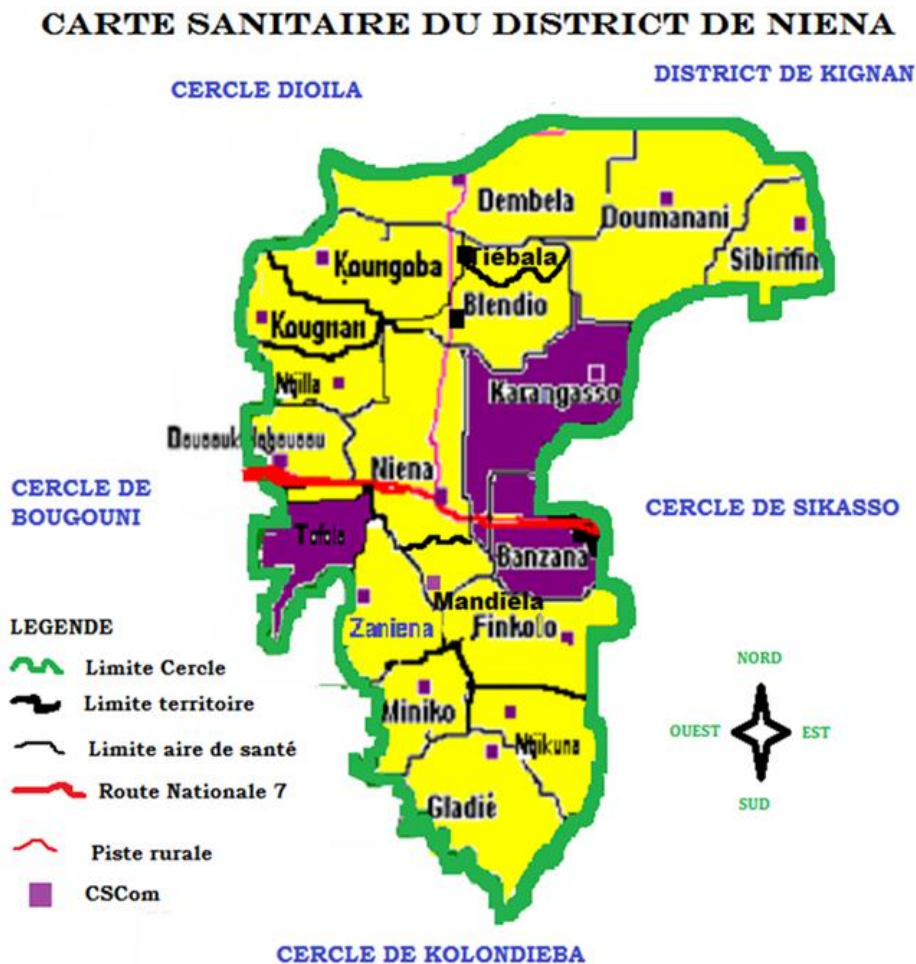 CARTE SANITAIRE DU DISTRICT DE NIENA
DISTRICT DE KIGNAN
CERCLE DIOILA
Dembela
Doumanani
Sibirifin
Tiébala
Koungoba
Blendio
Kougnan
Karangasso
Ntjilla
Niena
CERCLE DE
BOUGOUNI
CERCLE DE SIKASSO
Banzana
Mandiéla
Zaniena
Finkolo
Miniko
Ntjikuna
Gladié
LEGENDE
Limite Cercle
Limite territoire
Limite aire de santé
Route Nationale 7
Piste rurale
CSCom
NORD
OUEST
EST
SUD
CERCLE DE KOLONDIEBA